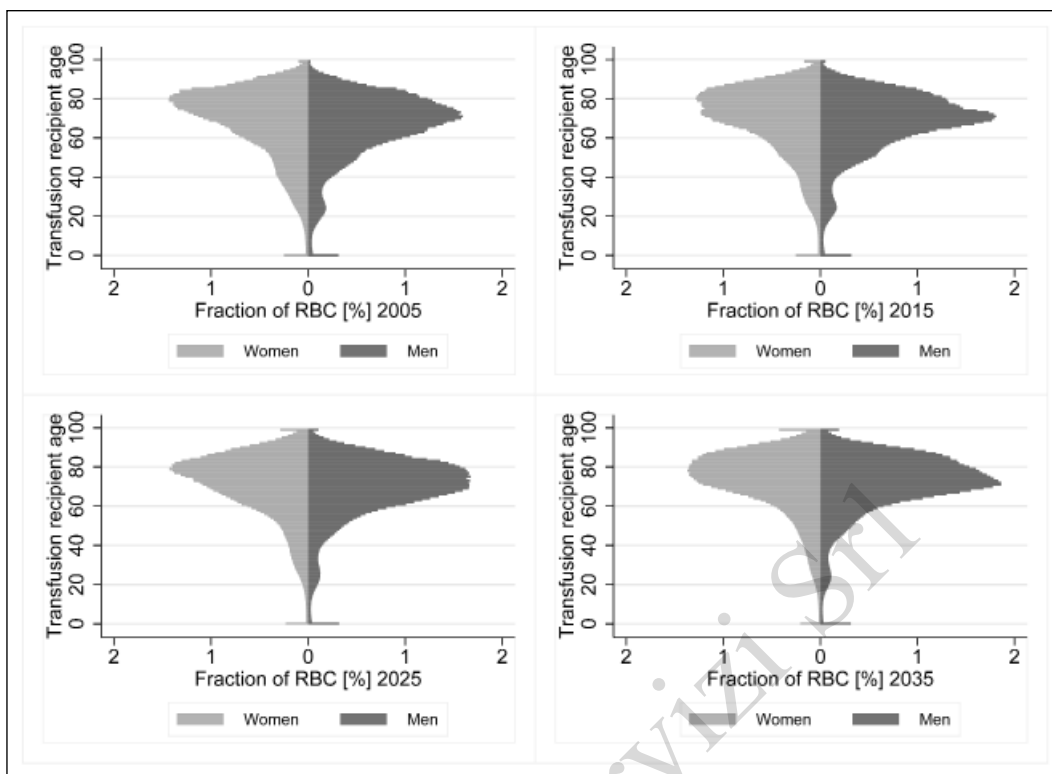 Transfusion recipient age
100
80
60
40
20
0
2 1 0 1 2
Fraction of RBC [%] 2005
Women Men
Transfusion recipient age
100
80
60
40
20
0
2 1 0 1 2
Fraction of RBC [%] 2015
Women Men
Transfusion recipient age
100
80
60
40
20
0
2 1 0 1 2
Fraction of RBC [%] 2025
Women Men
Transfusion recipient age
100
80
60
40
20
0
2 1 0 1 2
Fraction of RBC [%] 2035
Women Men
Srl